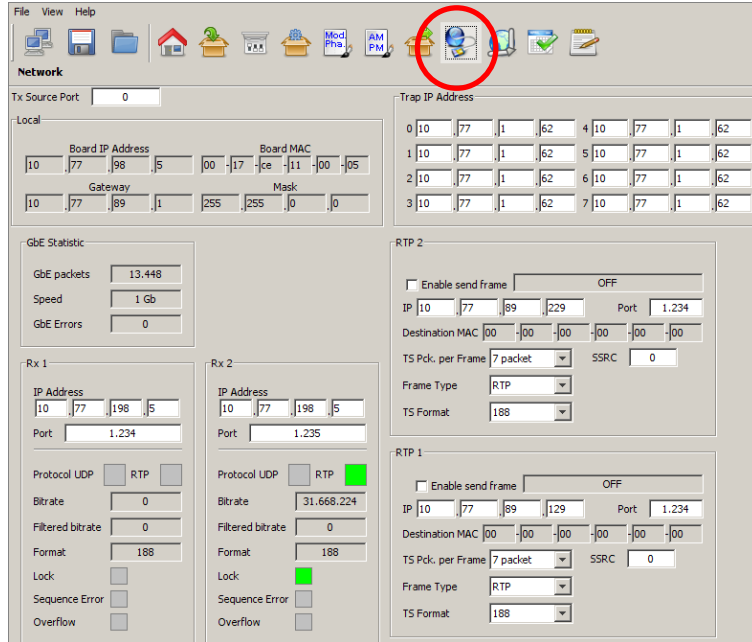 File View Help
Mod. Pha. AM PM
Network
Tx Source Port 0
Local
Board IP Address Board MAC
10 .77 .98 .5 00 -17 -ce -11 -00 -05
Gateway Mask
10 .77 .89 .1 255 .255 .0 .0
Trap IP Address
0 10 .77 .1 .62 4 10 .77 .1 .62
1 10 .77 .1 .62 5 10 .77 .1 .62
2 10 .77 .1 .62 6 10 .77 .1 .62
3 10 .77 .1 .62 7 10 .77 .1 .62
GbE Statistic
GbE packets 13.448
Speed 1 Gb
GbE Errors 0
Rx 1
IP Address
10 .77 .198 .5
Port 1.234
Protocol UDP RTP
Bitrate 0
Filtered bitrate 0
Format 188
Lock
Sequence Error
Overflow
Rx 2
IP Address
10 .77 .198 .5
Port 1.235
Protocol UDP RTP
Bitrate 31.668.224
Filtered bitrate 0
Format 188
Lock
Sequence Error
Overflow
RTP 2
Enable send frame OFF
IP 10 .77 .89 .229 Port 1.234
Destination MAC 00 -00 -00 -00 -00 -00
TS Pck. per Frame 7 packet SSRC 0
Frame Type RTP
TS Format 188
RTP 1
Enable send frame OFF
IP 10 .77 .89 .129 Port 1.234
Destination MAC 00 -00 -00 -00 -00 -00
TS Pck. per Frame 7 packet SSRC 0
Frame Type RTP
TS Format 188